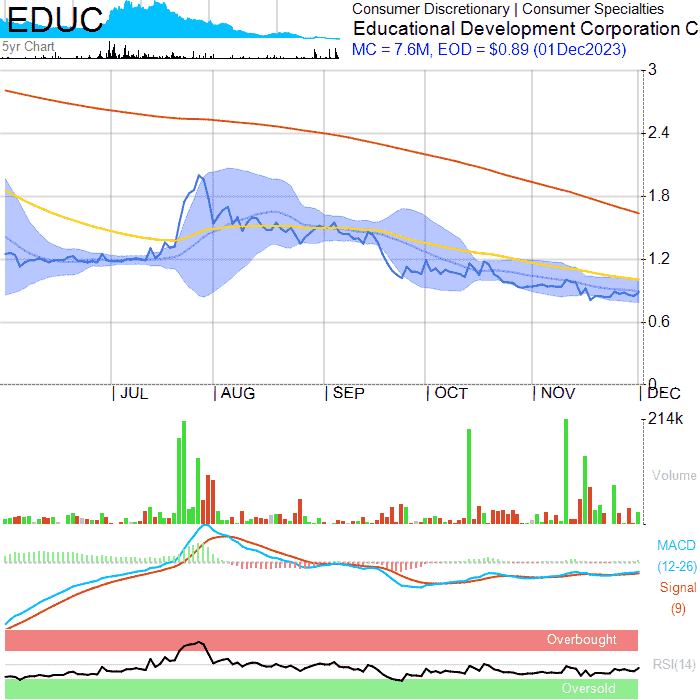 EDUC
5yr Chart
Consumer Discretionary | Consumer Specialties
Educational Development Corporation C
MC = 7.6M, EOD = $0.89 (01Dec2023)
3
2.4
1.8
1.2
0.6
0
JUL AUG SEP OCT NOV DEC
214k
Volume
MACD
(12-26)
Signal
(9)
Overbought
RSI(14)
Oversold